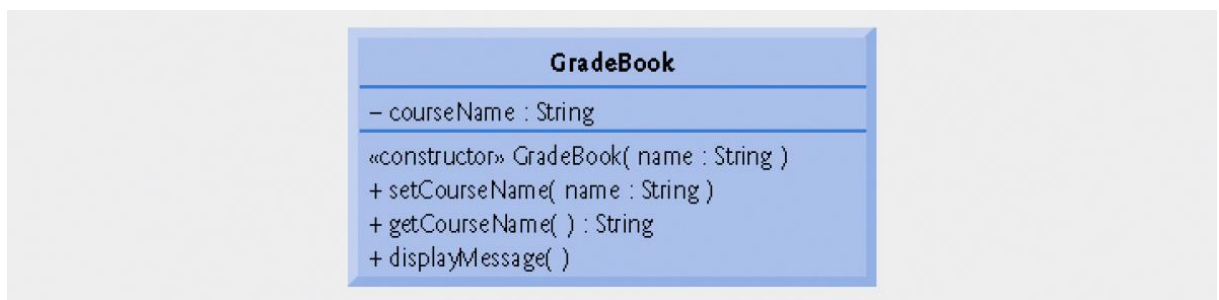 GradeBook
– courseName : String
«constructor» GradeBook( name : String )
+ setCourseName( name : String )
+ getCourseName( ) : String
+ displayMessage( )